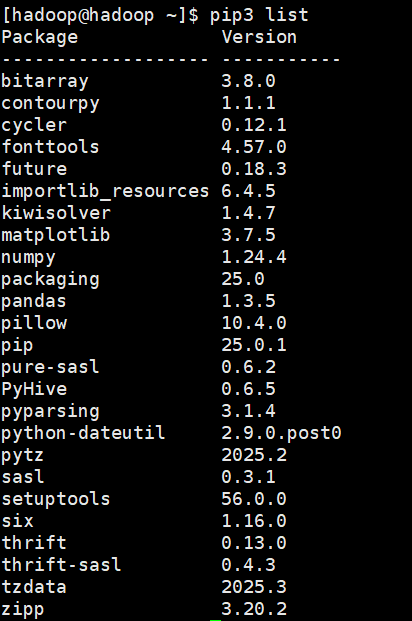 [hadoop@hadoop ~]$ pip3 list
Package             Version
------------------- -----------
bitarray            3.8.0
contourpy           1.1.1
cycler              0.12.1
fonttools           4.57.0
future              0.18.3
importlib_resources 6.4.5
kiwisolver          1.4.7
matplotlib          3.7.5
numpy               1.24.4
packaging           25.0
pandas              1.3.5
pillow              10.4.0
pip                 25.0.1
pure-sasl           0.6.2
PyHive              0.6.5
pyparsing           3.1.4
python-dateutil     2.9.0.post0
pytz                2025.2
sasl                0.3.1
setuptools          56.0.0
six                 1.16.0
thrift              0.13.0
thrift-sasl         0.4.3
tzdata              2025.3
zipp                3.20.2